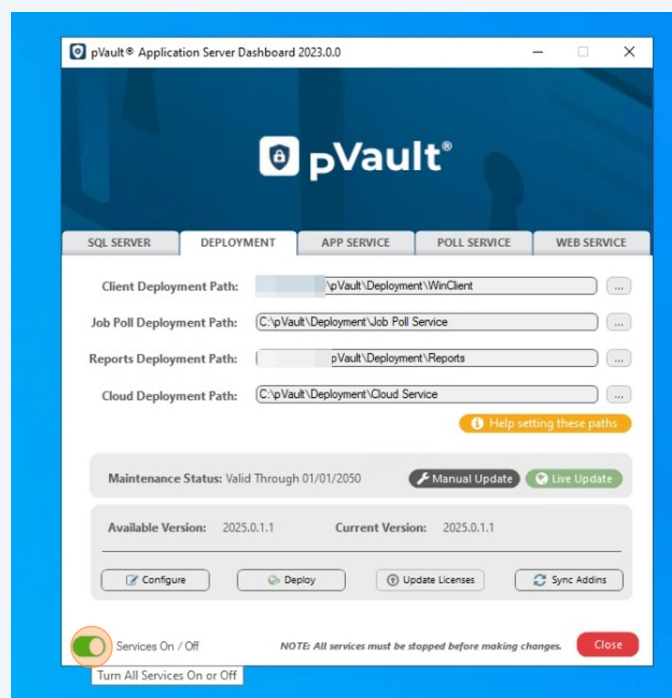 pVault® Application Server Dashboard 2023.0.0
pVault®
SQL SERVER DEPLOYMENT APP SERVICE POLL SERVICE WEB SERVICE
Client Deployment Path: \pVault\Deployment\WinClient ...
Job Poll Deployment Path: C:\pVault\Deployment\Job Poll Service ...
Reports Deployment Path: pVault\Deployment\Reports ...
Cloud Deployment Path: C:\pVault\Deployment\Cloud Service ...
Help setting these paths
Maintenance Status: Valid Through 01/01/2050 Manual Update Live Update
Available Version: 2025.0.1.1 Current Version: 2025.0.1.1
Configure Deploy Update Licenses Sync Addins
Services On / Off NOTE: All services must be stopped before making changes. Close
Turn All Services On or Off